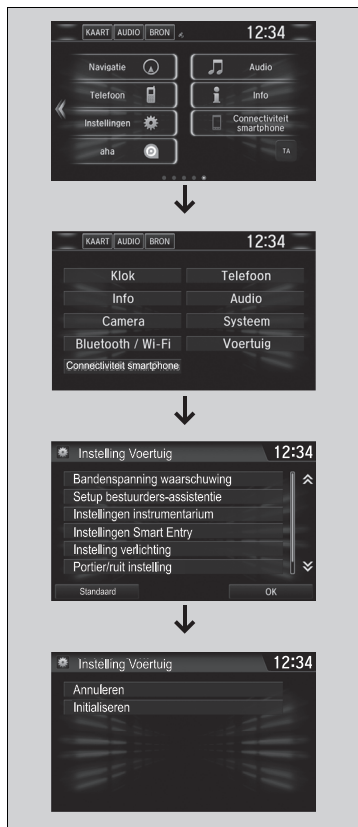 KAART AUDIO BRON 12:34
Navigatie Audio
Telefoon Info
Instellingen Connectiviteit smartphone
aha TA
KAART AUDIO BRON 12:34
Klok Telefoon
Info Audio
Camera Systeem
Bluetooth / Wi-Fi Voertuig
Connectiviteit smartphone
Instelling Voertuig 12:34
Bandenspanning waarschuwing
Setup bestuurders-assistentie
Instellingen instrumentarium
Instellingen Smart Entry
Instelling verlichting
Portier/ruit instelling
Standaard OK
Instelling Voertuig 12:34
Annuleren
Initialiseren